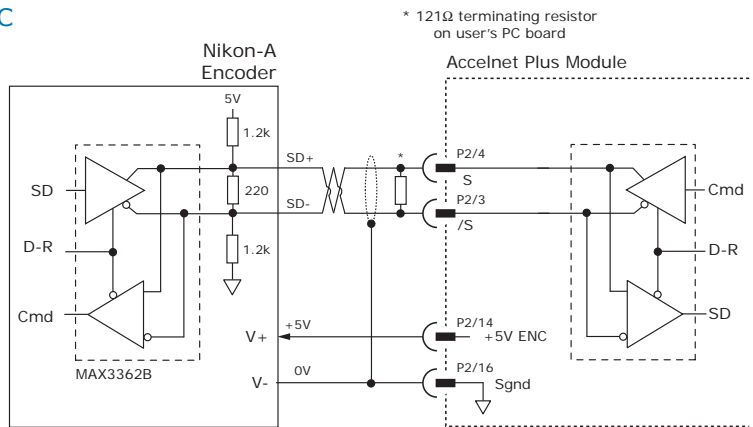 C
* 121Ω terminating resistor
on user's PC board
Nikon-A
Encoder
Accelnet Plus Module
5V
1.2k
SD+
*
P2/4
S
SD
220
Cmd
SD-
P2/3
/S
D-R
1.2k
D-R
Cmd
SD
V+
+5V
P2/14
+5V ENC
MAX3362B
V-
0V
P2/16
Sgnd